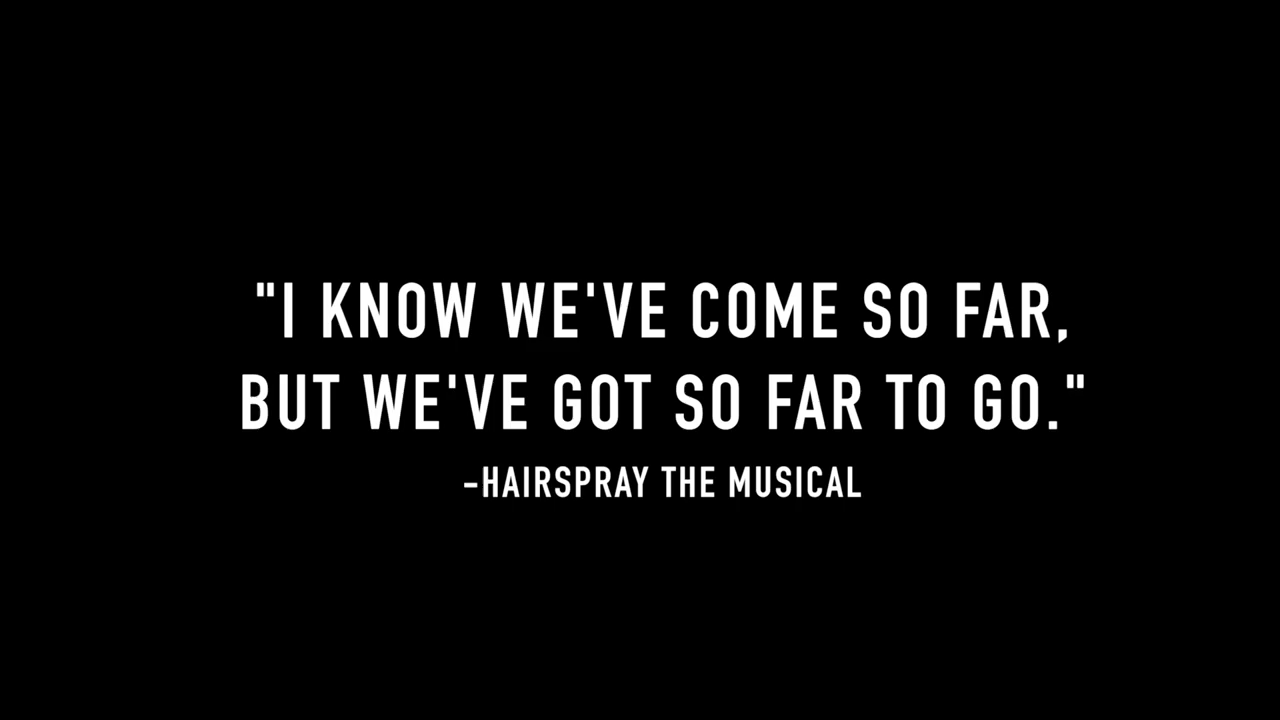 "I KNOW WE'VE COME SO FAR,
BUT WE'VE GOT SO FAR TO GO."
-HAIRSPRAY THE MUSICAL